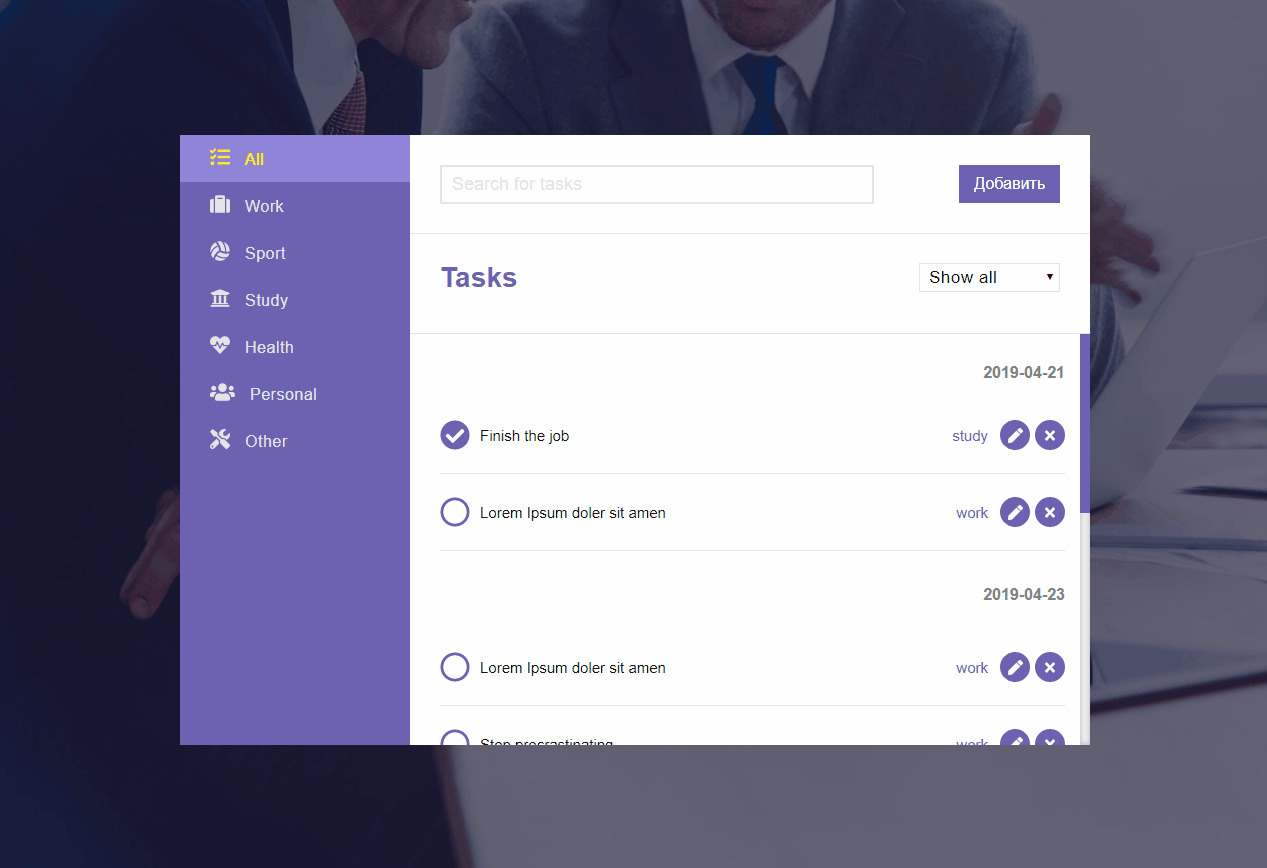 All
Work
Sport
Study
Health
Personal
Other
Search for tasks
Добавить
Tasks
Show all
2019-04-21
Finish the job
study
Lorem Ipsum doler sit amen
work
2019-04-23
Lorem Ipsum doler sit amen
work
Stop procrastinating
work